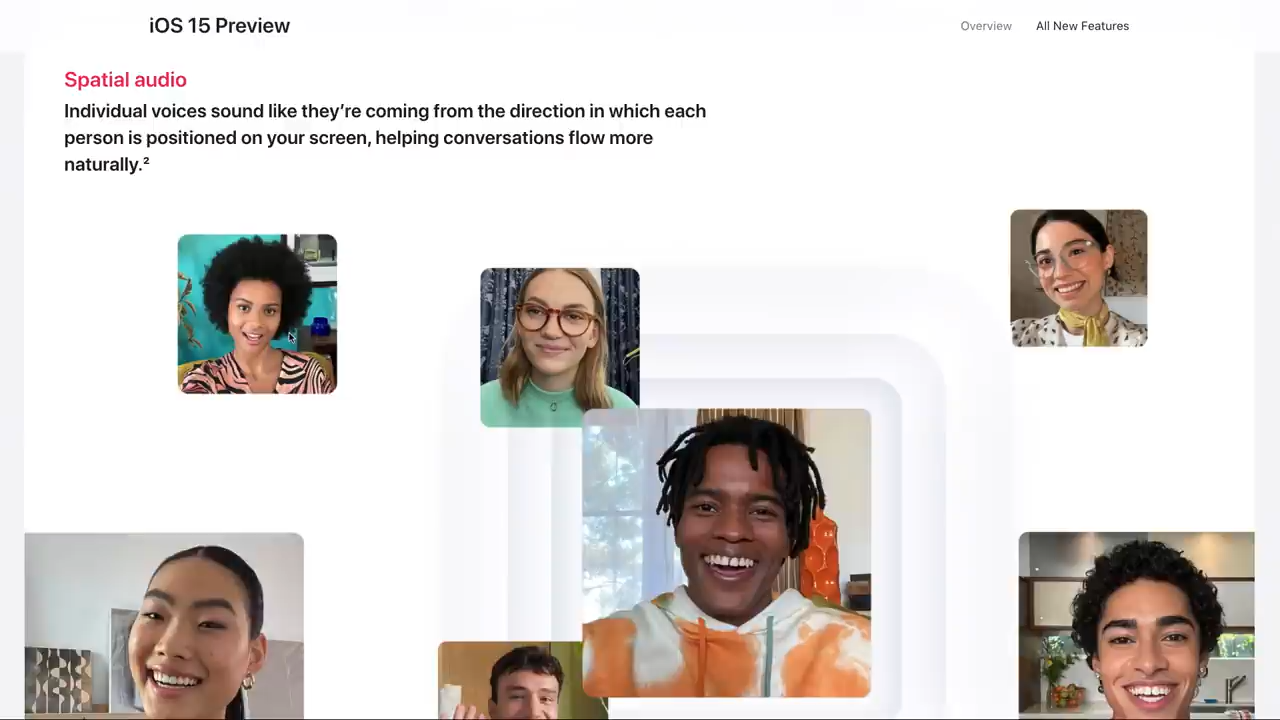 iOS 15 Preview
Overview
All New Features
Spatial audio
Individual voices sound like they’re coming from the direction in which each
person is positioned on your screen, helping conversations flow more
naturally.²